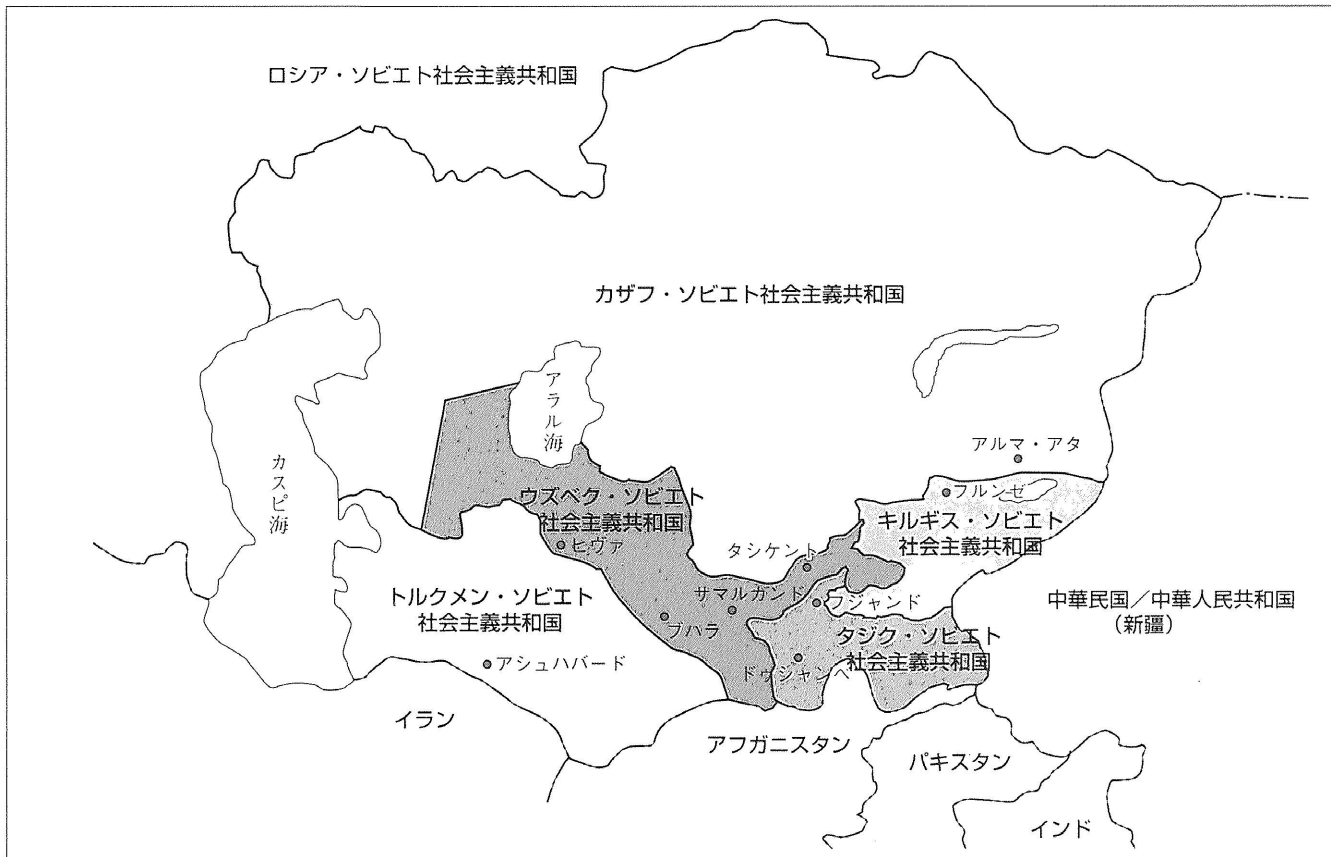 ロシア・ソビエト社会主義共和国
カザフ・ソビエト社会主義共和国
アラル海
カスピ海
アルマ・アタ
フルンゼ
ウズベク・ソビエト
社会主義共和国
キルギス・ソビエト
社会主義共和国
ヒヴァ
タシケント
トルクメン・ソビエト
社会主義共和国
サマルカンド
フジャンド
中華民国/中華人民共和国
(新疆)
ブハラ
タジク・ソビエト
社会主義共和国
アシュハバード
ドゥシャンベ
イラン
アフガニスタン
パキスタン
インド